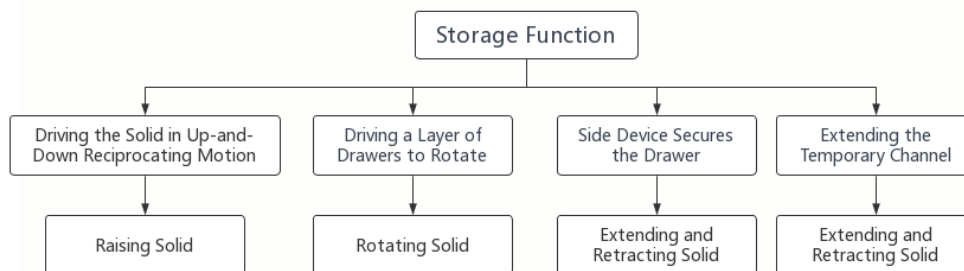 Storage Function
Driving the Solid in Up-and-
Down Reciprocating Motion
Driving a Layer of
Drawers to Rotate
Side Device Secures
the Drawer
Extending the
Temporary Channel
Raising Solid
Rotating Solid
Extending and
Retracting Solid
Extending and
Retracting Solid